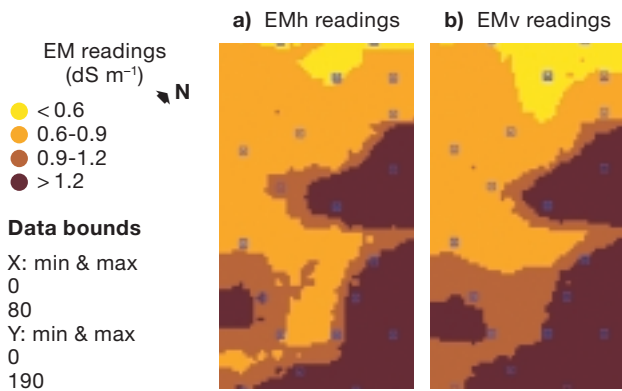 a) EMh readings
b) EMv readings
EM readings
(dS m⁻¹)
N
< 0.6
0.6-0.9
0.9-1.2
> 1.2
Data bounds
X: min & max
0
80
Y: min & max
0
190